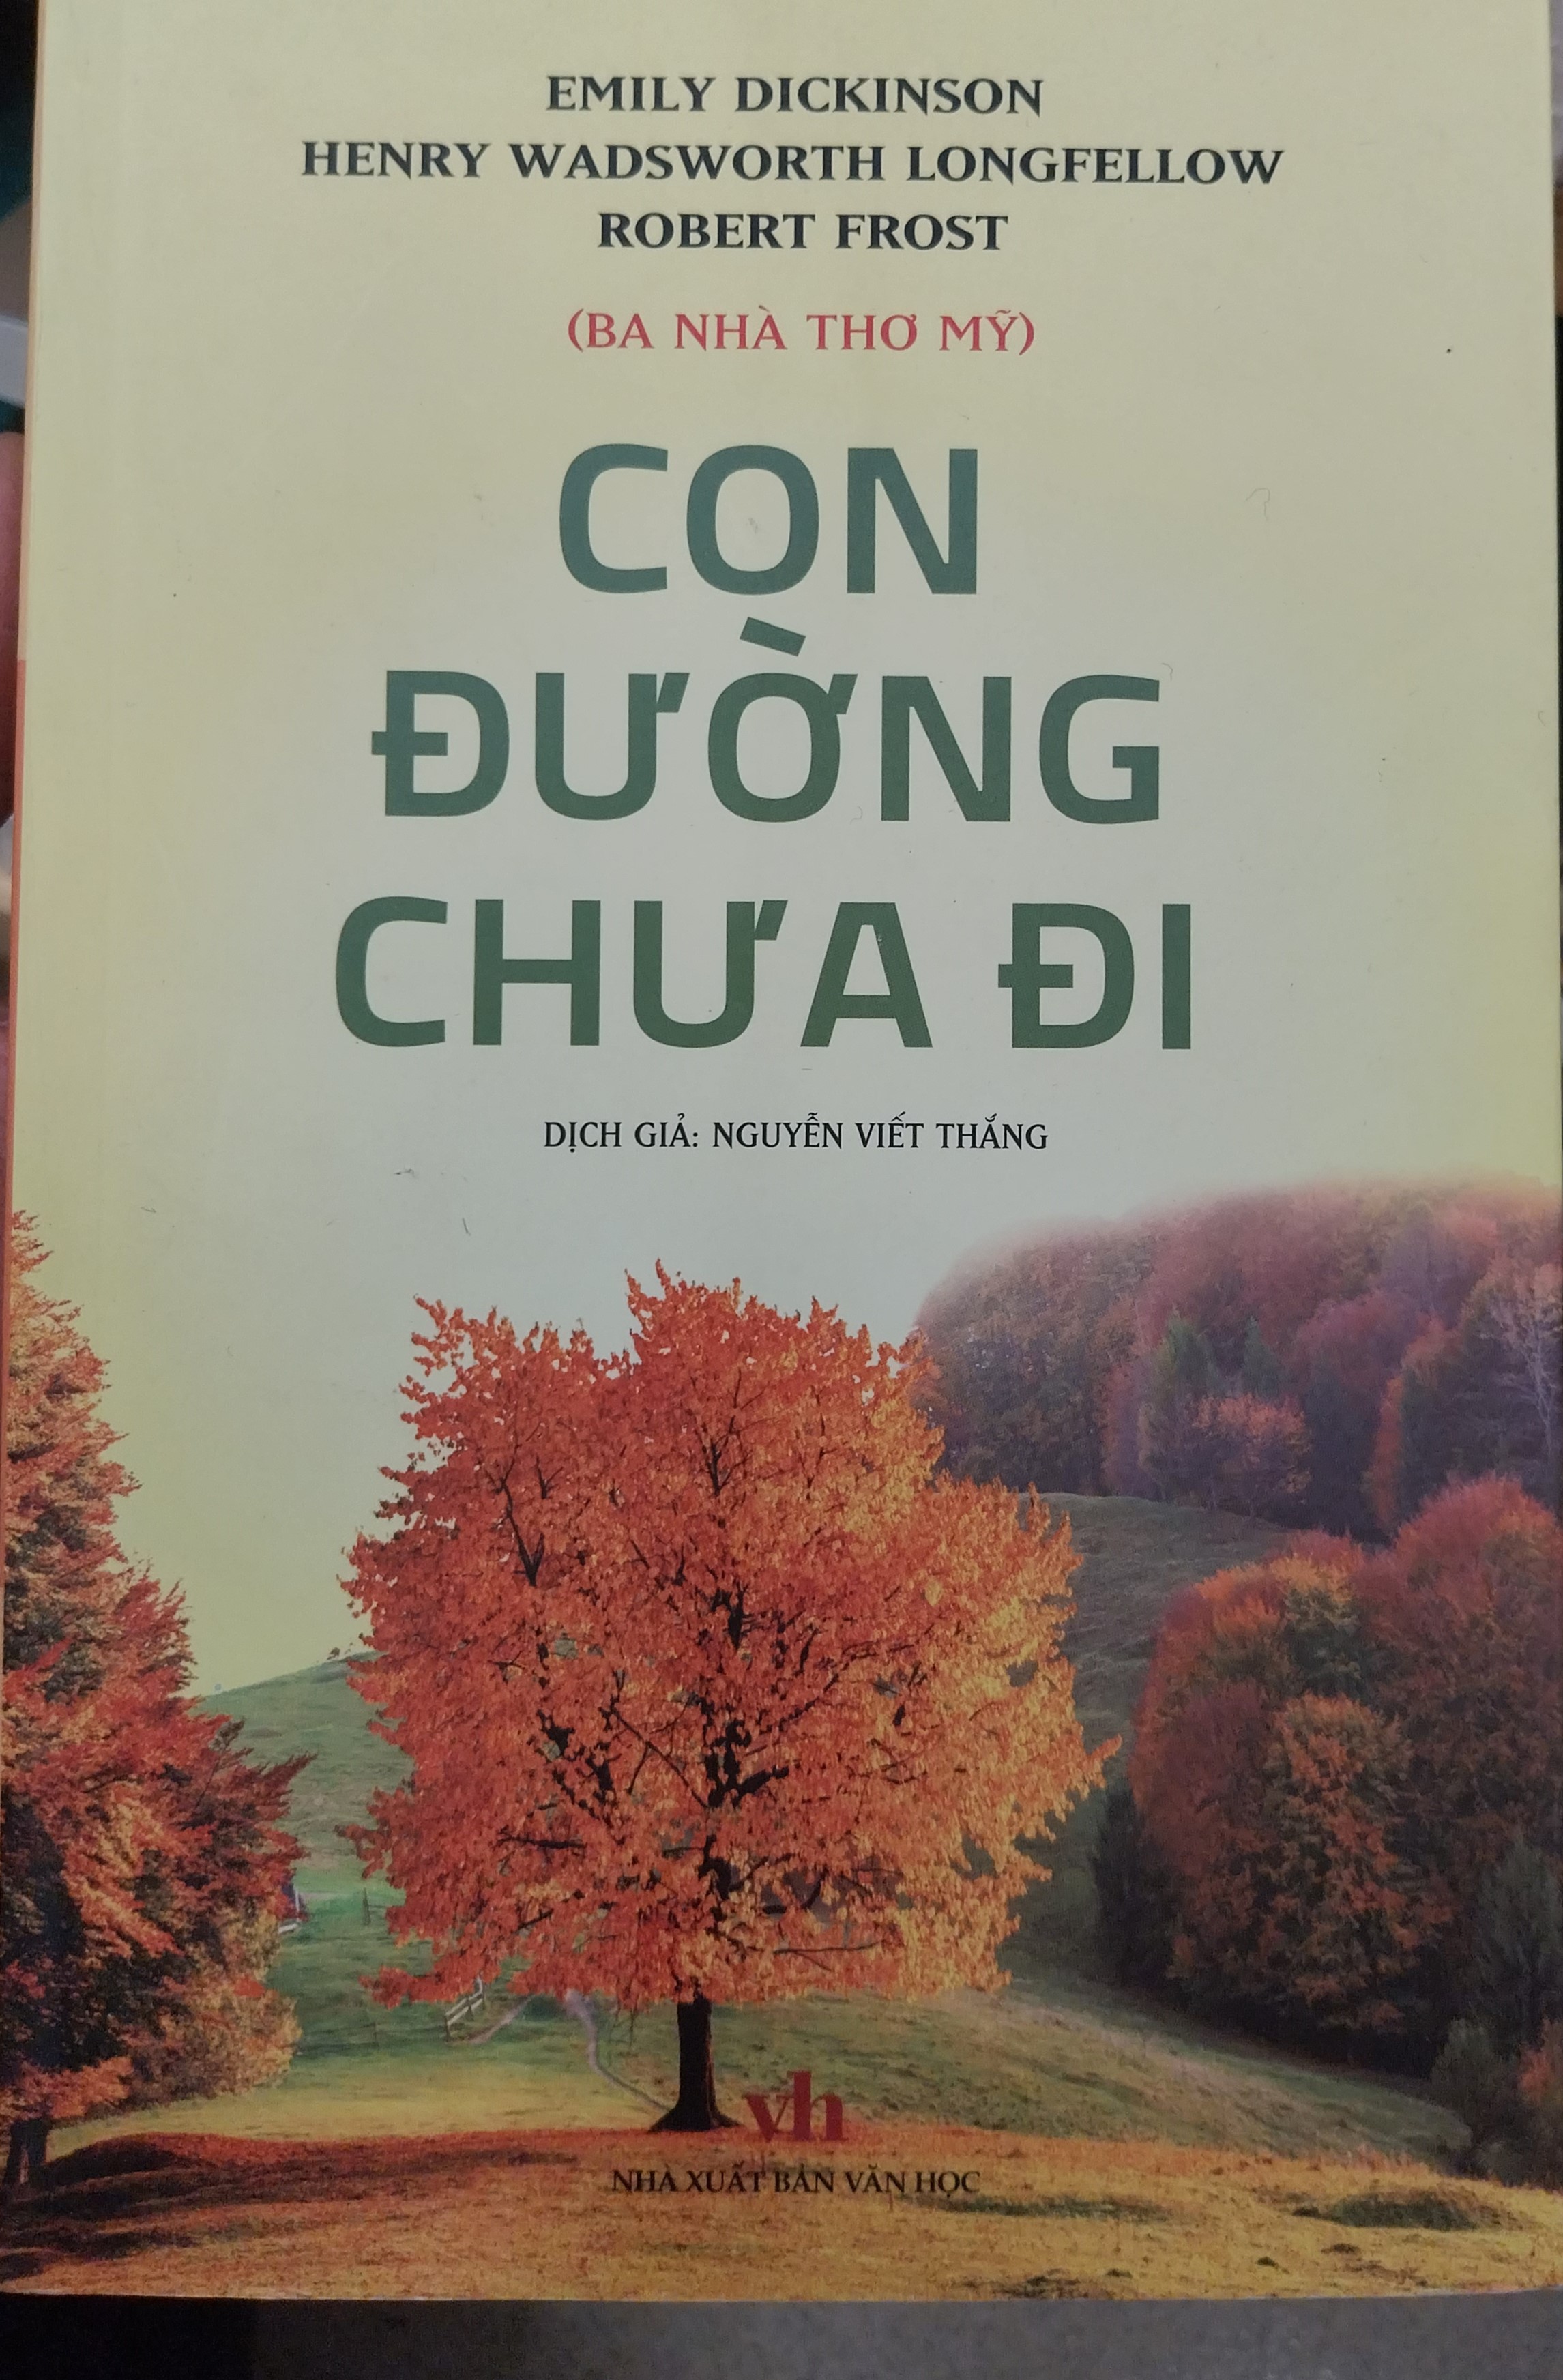 EMILY DICKINSON
HENRY WADSWORTH LONGFELLOW
ROBERT FROST
(BA NHÀ THƠ MỸ)
CON
ĐƯỜNG
CHƯA ĐI
DỊCH GIẢ: NGUYỄN VIẾT THẮNG
vh
NHÀ XUẤT BẢN VĂN HỌC